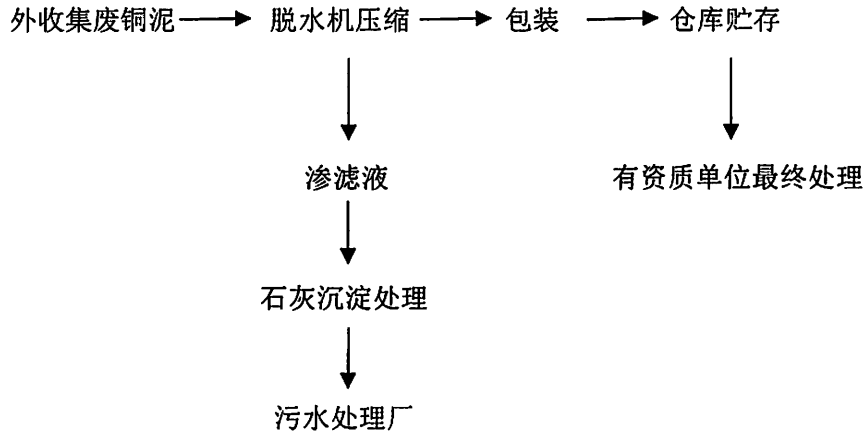 外收集废铜泥 脱水机压缩 包装 仓库贮存
渗滤液 有资质单位最终处理
石灰沉淀处理
污水处理厂